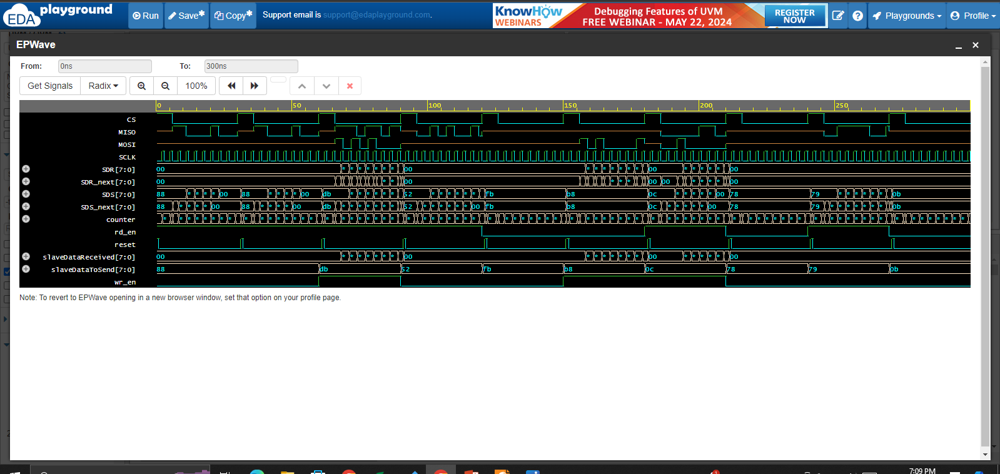 EDA playground
Run
Save*
Copy*
Support email is support@edaplayground.com.
KnowHow WEBINARS
Debugging Features of UVM
FREE WEBINAR - MAY 22, 2024
REGISTER NOW
Playgrounds
Profile
EPWave
From: 0ns To: 300ns
Get Signals Radix 100%
0 50 100 150 200 250
CS
MISO
MOSI
SCLK
SDR[7:0] 00 * * * * * * * 00 * * * * * * * 00 * * * * * 00
SDR_next[7:0] 00 * * 00 * * * * 00 00 * * * * 00
SDS[7:0] 88 * * * * 00 88 * * * * 00 db * * * * * * 52 * * * * * * fb b8 0c * * * * * 00 78 79 * * * * * * 0b
SDS_next[7:0] 88 * * * * 00 88 * * * * 00 db * * * * * * * * 52 * * * * * * 00 fb b8 0c * * * * * 00 78 79 * * * * * * * 0b
counter
rd_en
reset
slaveDataReceived[7:0] 00 * * * * * * * 00 * * * * * * * 00 * * * * * 00
slaveDataToSend[7:0] 88 db 52 fb b8 0c 78 79 0b
wr_en
Note: To revert to EPWave opening in a new browser window, set that option on your profile page.
7:09 PM